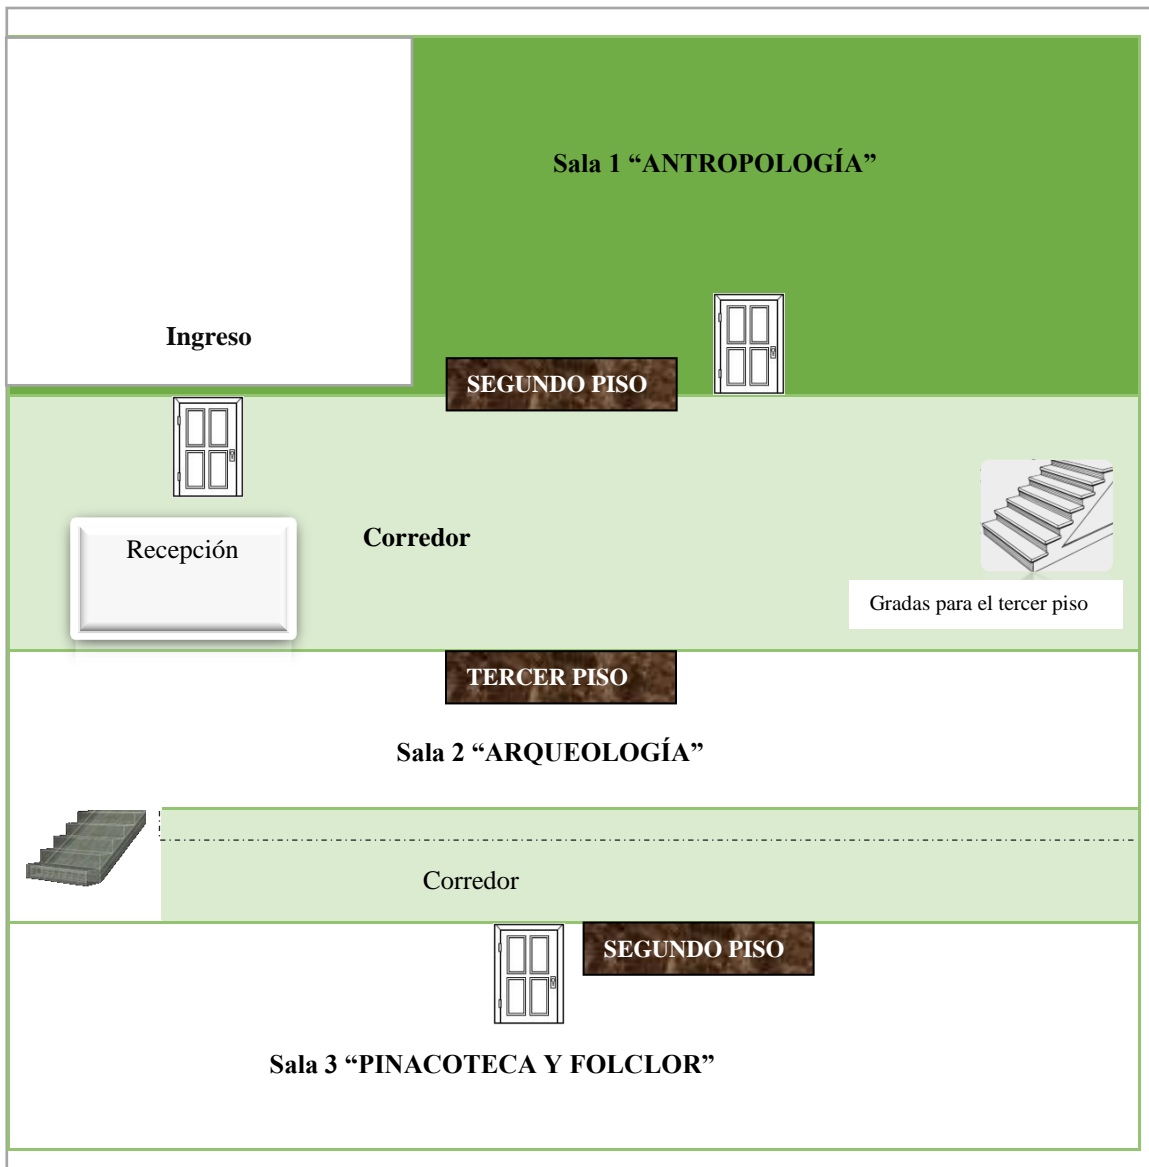 Sala 1 “ANTROPOLOGÍA”
Ingreso
SEGUNDO PISO
Corredor
Recepción
Gradas para el tercer piso
TERCER PISO
Sala 2 “ARQUEOLOGÍA”
Corredor
SEGUNDO PISO
Sala 3 “PINACOTECA Y FOLCLOR”